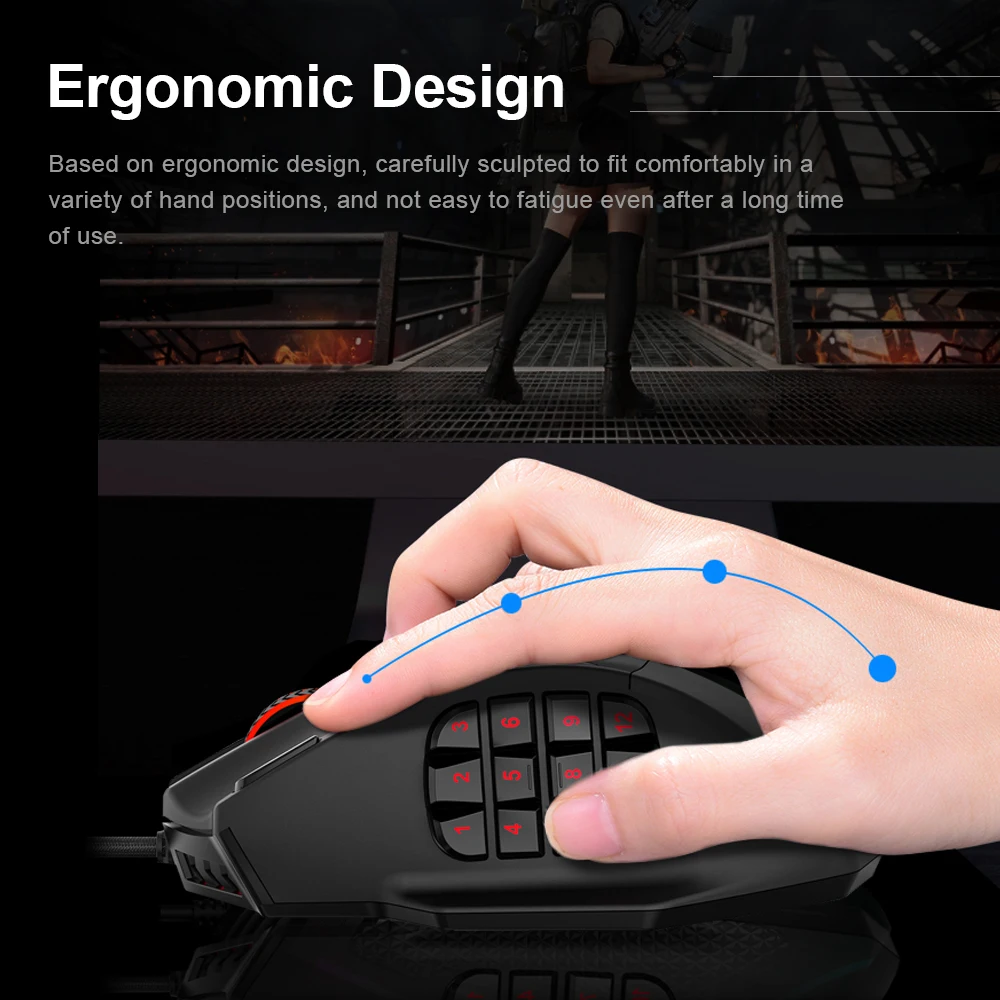 Ergonomic Design
Based on ergonomic design, carefully sculpted to fit comfortably in a
variety of hand positions, and not easy to fatigue even after a long time
of use.
3 6 9 12
2 5 8
1 4